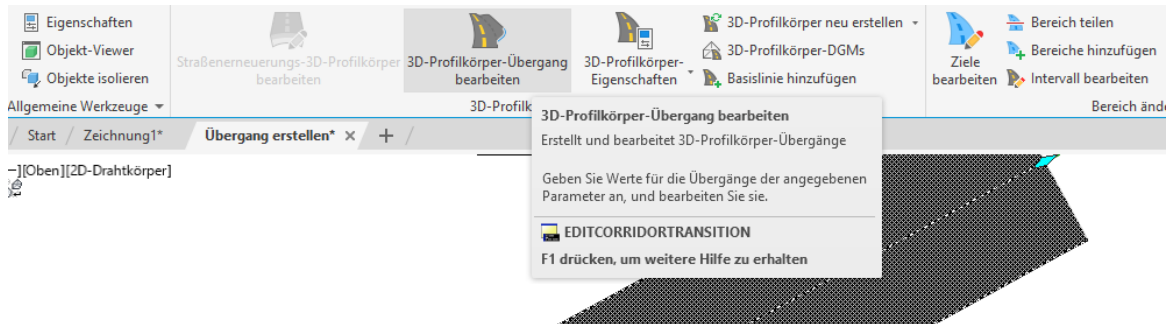 Eigenschaften
Objekt-Viewer
Objekte isolieren
Allgemeine Werkzeuge
Straßenerneuerungs-3D-Profilkörper
bearbeiten
3D-Profilkörper-Übergang
bearbeiten
3D-Profilkörper-
Eigenschaften
3D-Profilkörper neu erstellen
3D-Profilkörper-DGMs
Basislinie hinzufügen
3D-Profilk
Ziele
bearbeiten
Bereich teilen
Bereiche hinzufügen
Intervall bearbeiten
Bereich ände
Start
Zeichnung1*
Übergang erstellen*
–][Oben][2D-Drahtkörper]
3D-Profilkörper-Übergang bearbeiten
Erstellt und bearbeitet 3D-Profilkörper-Übergänge
Geben Sie Werte für die Übergänge der angegebenen
Parameter an, und bearbeiten Sie sie.
EDITCORRIDORTRANSITION
F1 drücken, um weitere Hilfe zu erhalten